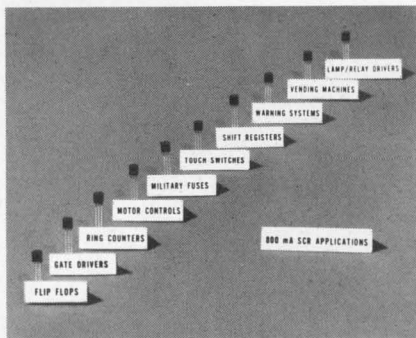 LAMP/RELAY DRIVERS
VENDING MACHINES
WARNING SYSTEMS
SHIFT REGISTERS
TOUCH SWITCHES
MILITARY FUSES
MOTOR CONTROLS
RING COUNTERS
800 mA SCR APPLICATIONS
GATE DRIVERS
FLIP FLOPS